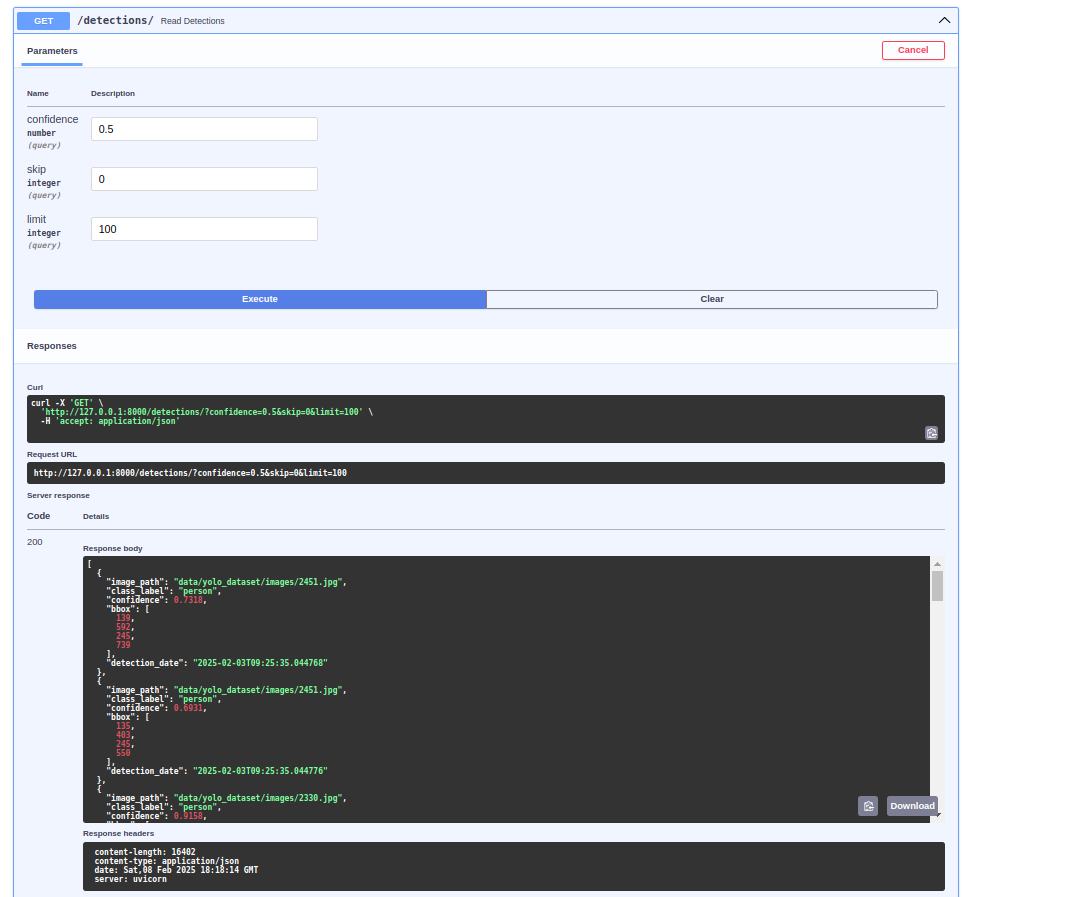 GET /detections/ Read Detections
Parameters Cancel
Name Description
confidence
number
(query)
0.5
skip
integer
(query)
0
limit
integer
(query)
100
Execute Clear
Responses
Curl
curl -X 'GET' \
'http://127.0.0.1:8000/detections/?confidence=0.5&skip=0&limit=100' \
-H 'accept: application/json'
Request URL
http://127.0.0.1:8000/detections/?confidence=0.5&skip=0&limit=100
Server response
Code Details
200
Response body
[
{
"image_path": "data/yolo_dataset/images/2451.jpg",
"class_label": "person",
"confidence": 0.7318,
"bbox": [
139,
592,
245,
739
],
"detection_date": "2025-02-03T09:25:35.044768"
},
{
"image_path": "data/yolo_dataset/images/2451.jpg",
"class_label": "person",
"confidence": 0.6931,
"bbox": [
135,
403,
245,
550
],
"detection_date": "2025-02-03T09:25:35.044776"
},
{
"image_path": "data/yolo_dataset/images/2330.jpg",
"class_label": "person",
"confidence": 0.9158,
Download
Response headers
content-length: 16402
content-type: application/json
date: Sat,08 Feb 2025 18:18:14 GMT
server: uvicorn